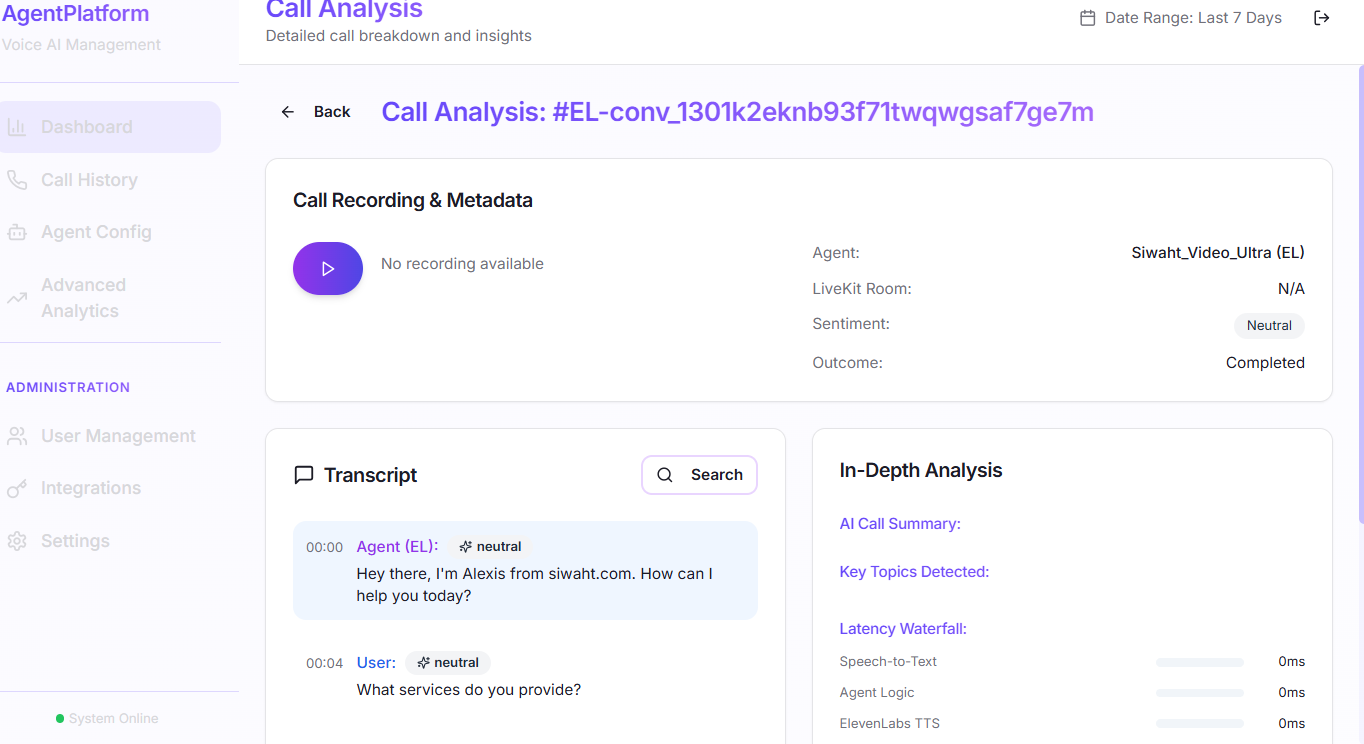 AgentPlatform
Voice AI Management
Dashboard
Call History
Agent Config
Advanced
Analytics
ADMINISTRATION
User Management
Integrations
Settings
System Online
Call Analysis
Detailed call breakdown and insights
Date Range: Last 7 Days
Back
Call Analysis: #EL-conv_1301k2eknb93f71twqwgsaf7ge7m
Call Recording & Metadata
No recording available
Agent: Siwaht_Video_Ultra (EL)
LiveKit Room: N/A
Sentiment: Neutral
Outcome: Completed
Transcript
Search
00:00 Agent (EL): neutral
Hey there, I'm Alexis from siwaht.com. How can I
help you today?
00:04 User: neutral
What services do you provide?
In-Depth Analysis
AI Call Summary:
Key Topics Detected:
Latency Waterfall:
Speech-to-Text 0ms
Agent Logic 0ms
ElevenLabs TTS 0ms